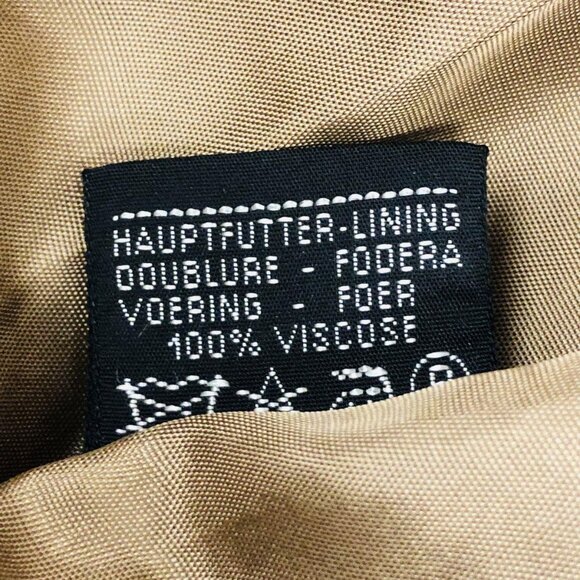 HAUPTFUTTER-LINING
DOUBLURE - FODERA
VOERING - FOER
100% VISCOSE